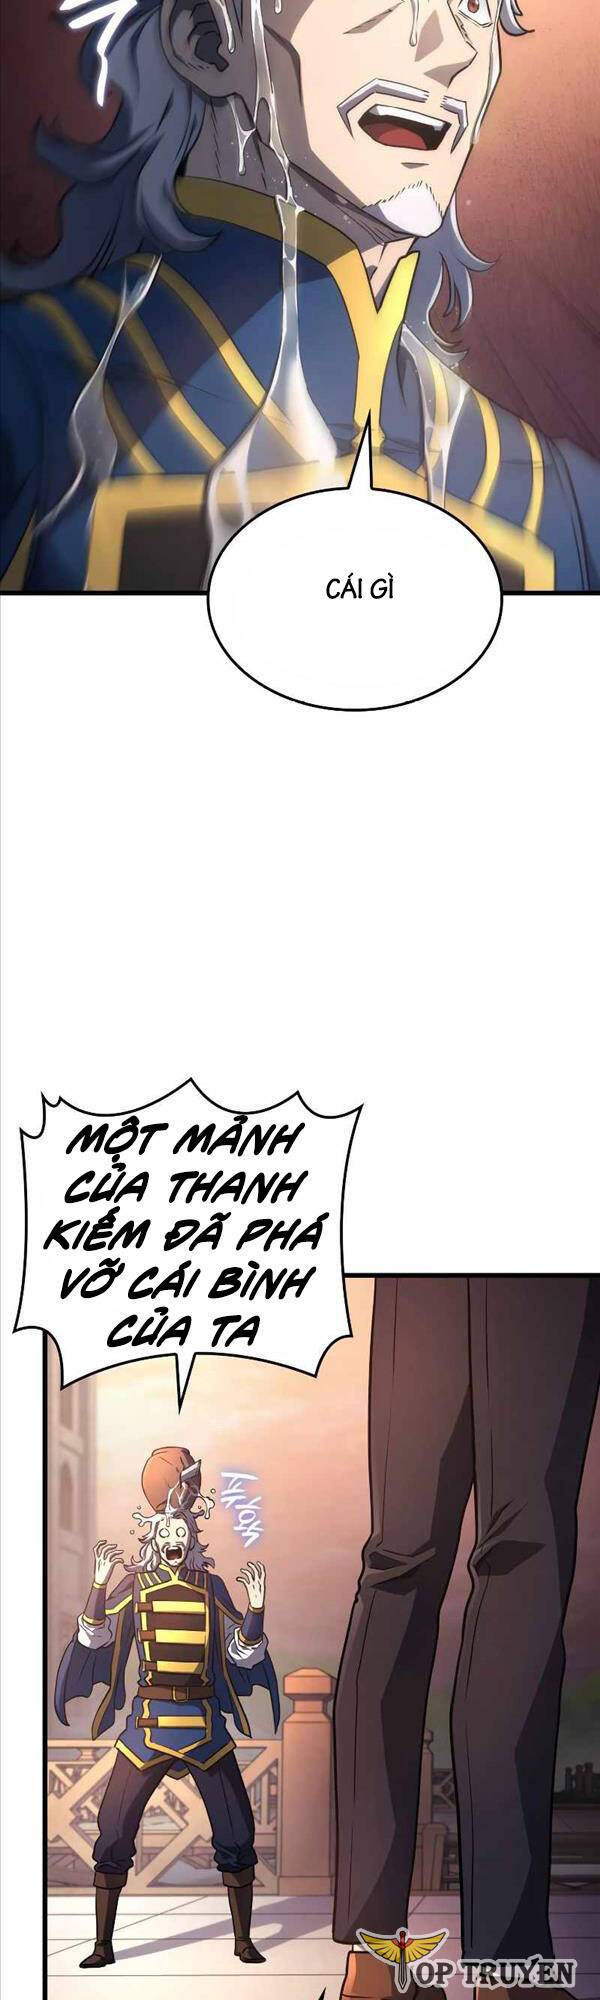 CÁI GÌ
MỘT MẢNH
CỦA THANH
KIẾM ĐÃ PHÁ
VỠ CÁI BÌNH
CỦA TA
TOP TRUYEN